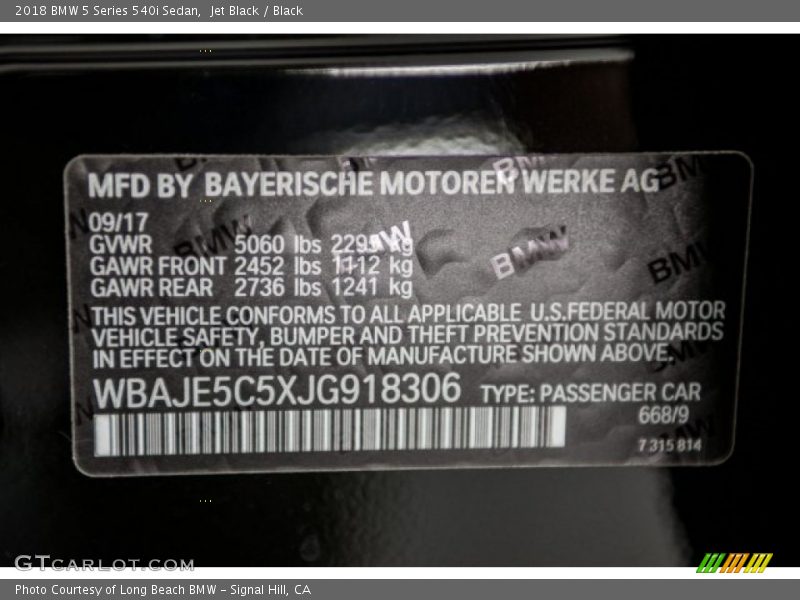 2018 BMW 5 Series 540i Sedan, Jet Black / Black
MFD BY BAYERISCHE MOTOREN WERKE AG
09/17
GVWR 5060 lbs 2295 kg
GAWR FRONT 2452 lbs 1112 kg
GAWR REAR 2736 lbs 1241 kg
THIS VEHICLE CONFORMS TO ALL APPLICABLE U.S.FEDERAL MOTOR
VEHICLE SAFETY, BUMPER AND THEFT PREVENTION STANDARDS
IN EFFECT ON THE DATE OF MANUFACTURE SHOWN ABOVE.
WBAJE5C5XJG918306 TYPE: PASSENGER CAR
668/9
7 315 814
BMW
BMW
BMW
GTCARLOT.COM
Photo Courtesy of Long Beach BMW - Signal Hill, CA